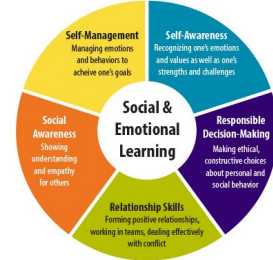 Self-Management
Managing emotions
and behaviors to
acheive one's goals
Self-Awareness
Recognizing one's emotions
and values as well as one's
strengths and challenges
Social &
Emotional
Learning
Social
Awareness
Showing
understanding
and empathy
for others
Responsible
Decision-Making
Making ethical,
constructive choices
about personal and
social behavior
Relationship Skills
Forming positive relationships,
working in teams, dealing effectively
with conflict